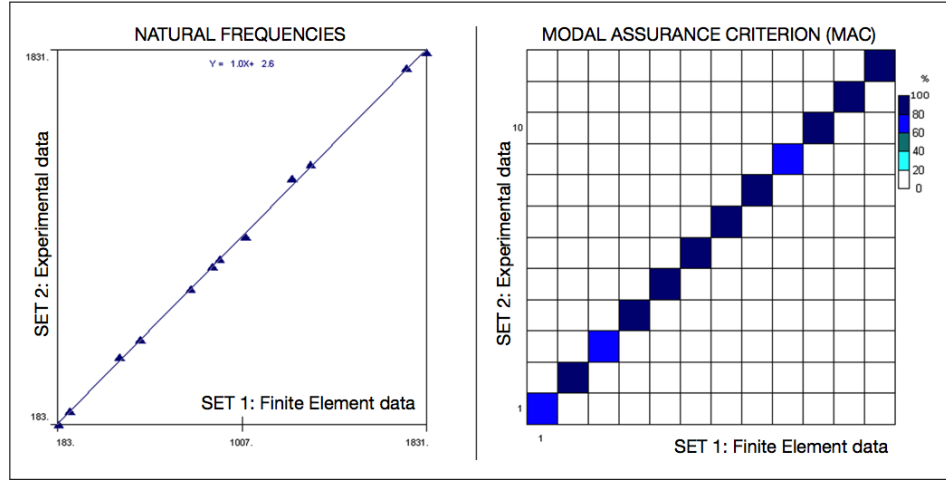 NATURAL FREQUENCIES
1831.
Y = 1.0X+ 2.6
SET 2: Experimental data
SET 1: Finite Element data
183.
183.
1007.
1831.
MODAL ASSURANCE CRITERION (MAC)
%
100
80
60
40
20
0
10
SET 2: Experimental data
1
1
SET 1: Finite Element data